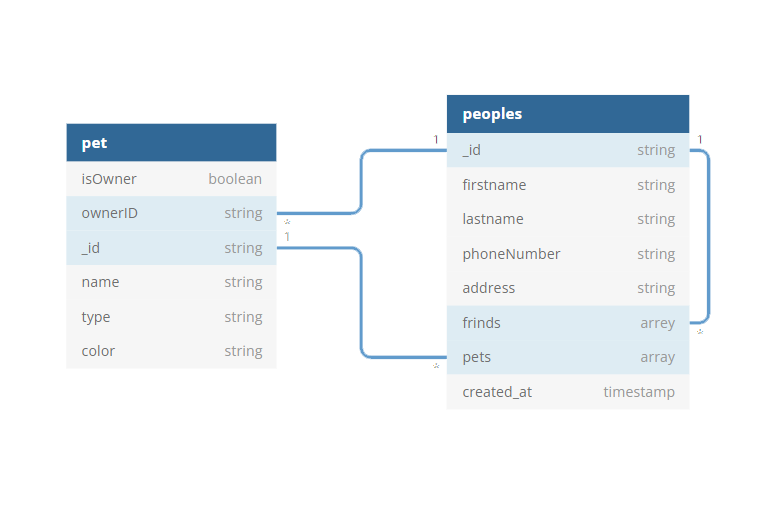 pet
isOwner boolean
ownerID string
_id string
name string
type string
color string
* 
1
peoples
_id string
firstname string
lastname string
phoneNumber string
address string
frinds arrey
pets array
created_at timestamp
1
*
1
*